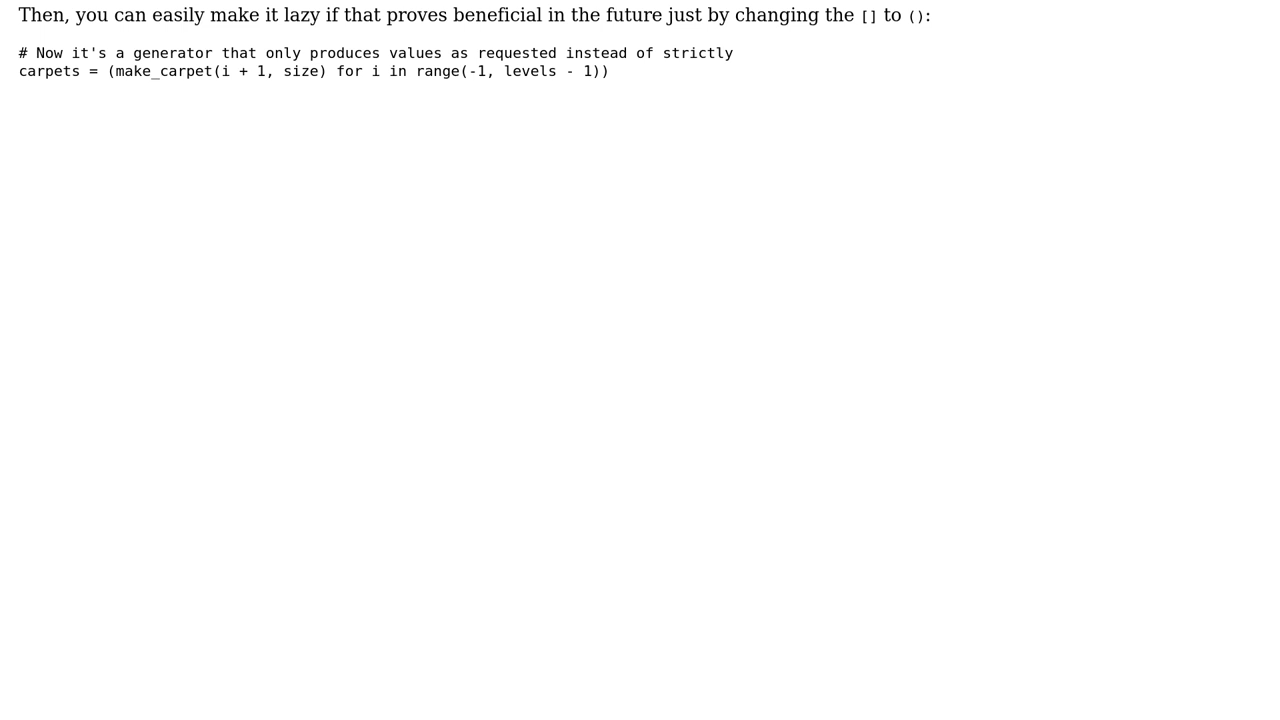 Then, you can easily make it lazy if that proves beneficial in the future just by changing the [] to ():
# Now it's a generator that only produces values as requested instead of strictly
carpets = (make_carpet(i + 1, size) for i in range(-1, levels - 1))